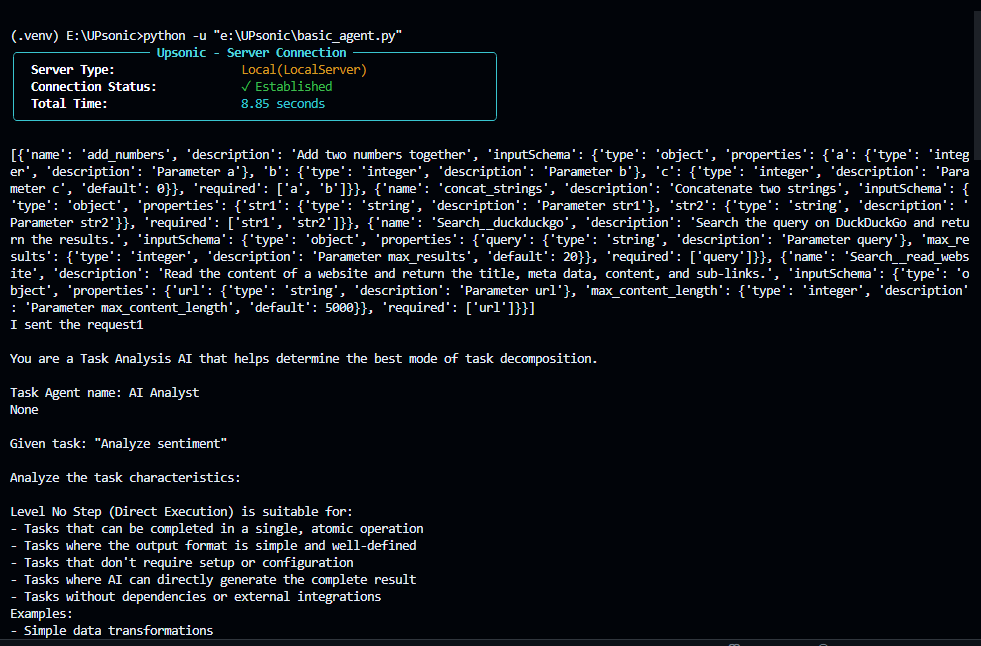 (.venv) E:\UPsonic>python -u "e:\UPsonic\basic_agent.py"
Upsonic - Server Connection
Server Type: Local(LocalServer)
Connection Status: ✓ Established
Total Time: 8.85 seconds
[{'name': 'add_numbers', 'description': 'Add two numbers together', 'inputSchema': {'type': 'object', 'properties': {'a': {'type': 'integ
er', 'description': 'Parameter a'}, 'b': {'type': 'integer', 'description': 'Parameter b'}, 'c': {'type': 'integer', 'description': 'Para
meter c', 'default': 0}}, 'required': ['a', 'b']}}, {'name': 'concat_strings', 'description': 'Concatenate two strings', 'inputSchema': {
'type': 'object', 'properties': {'str1': {'type': 'string', 'description': 'Parameter str1'}, 'str2': {'type': 'string', 'description': '
Parameter str2'}}, 'required': ['str1', 'str2']}}, {'name': 'Search__duckduckgo', 'description': 'Search the query on DuckDuckGo and retu
rn the results.', 'inputSchema': {'type': 'object', 'properties': {'query': {'type': 'string', 'description': 'Parameter query'}, 'max_re
sults': {'type': 'integer', 'description': 'Parameter max_results', 'default': 20}}, 'required': ['query']}}, {'name': 'Search__read_webs
ite', 'description': 'Read the content of a website and return the title, meta data, content, and sub-links.', 'inputSchema': {'type': 'o
bject', 'properties': {'url': {'type': 'string', 'description': 'Parameter url'}, 'max_content_length': {'type': 'integer', 'description'
: 'Parameter max_content_length', 'default': 5000}}, 'required': ['url']}}]
I sent the request1
You are a Task Analysis AI that helps determine the best mode of task decomposition.
Task Agent name: AI Analyst
None
Given task: "Analyze sentiment"
Analyze the task characteristics:
Level No Step (Direct Execution) is suitable for:
- Tasks that can be completed in a single, atomic operation
- Tasks where the output format is simple and well-defined
- Tasks that don't require setup or configuration
- Tasks where AI can directly generate the complete result
- Tasks without dependencies or external integrations
Examples:
- Simple data transformations